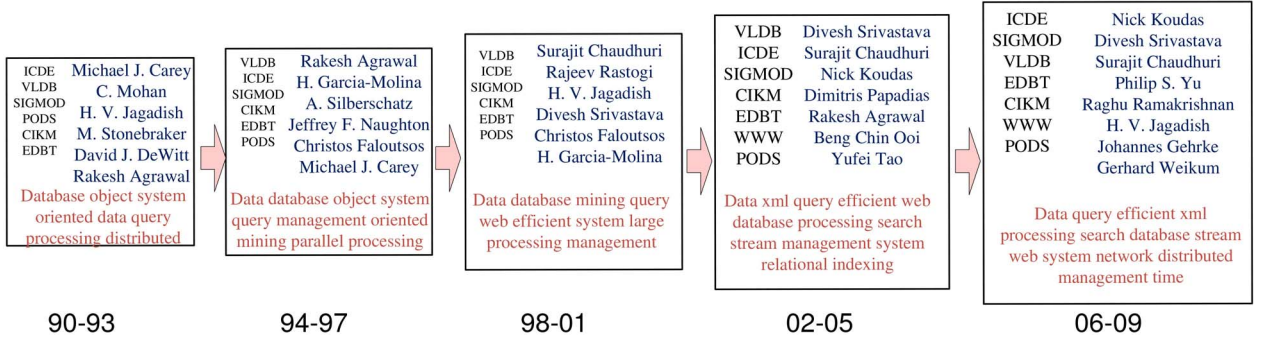 ICDE
VLDB
SIGMOD
PODS
CIKM
EDBT
Michael J. Carey
C. Mohan
H. V. Jagadish
M. Stonebraker
David J. DeWitt
Rakesh Agrawal
Database object system
oriented data query
processing distributed
90-93
VLDB
ICDE
SIGMOD
CIKM
EDBT
PODS
Rakesh Agrawal
H. Garcia-Molina
A. Silberschatz
Jeffrey F. Naughton
Christos Faloutsos
Michael J. Carey
Data database object system
query management oriented
mining parallel processing
94-97
VLDB
ICDE
SIGMOD
CIKM
EDBT
PODS
Surajit Chaudhuri
Rajeev Rastogi
H. V. Jagadish
Divesh Srivastava
Christos Faloutsos
H. Garcia-Molina
Data database mining query
web efficient system large
processing management
98-01
VLDB
ICDE
SIGMOD
CIKM
EDBT
WWW
PODS
Divesh Srivastava
Surajit Chaudhuri
Nick Koudas
Dimitris Papadias
Rakesh Agrawal
Beng Chin Ooi
Yufei Tao
Data xml query efficient web
database processing search
stream management system
relational indexing
02-05
ICDE
SIGMOD
VLDB
EDBT
CIKM
WWW
PODS
Nick Koudas
Divesh Srivastava
Surajit Chaudhuri
Philip S. Yu
Raghu Ramakrishnan
H. V. Jagadish
Johannes Gehrke
Gerhard Weikum
Data query efficient xml
processing search database stream
web system network distributed
management time
06-09